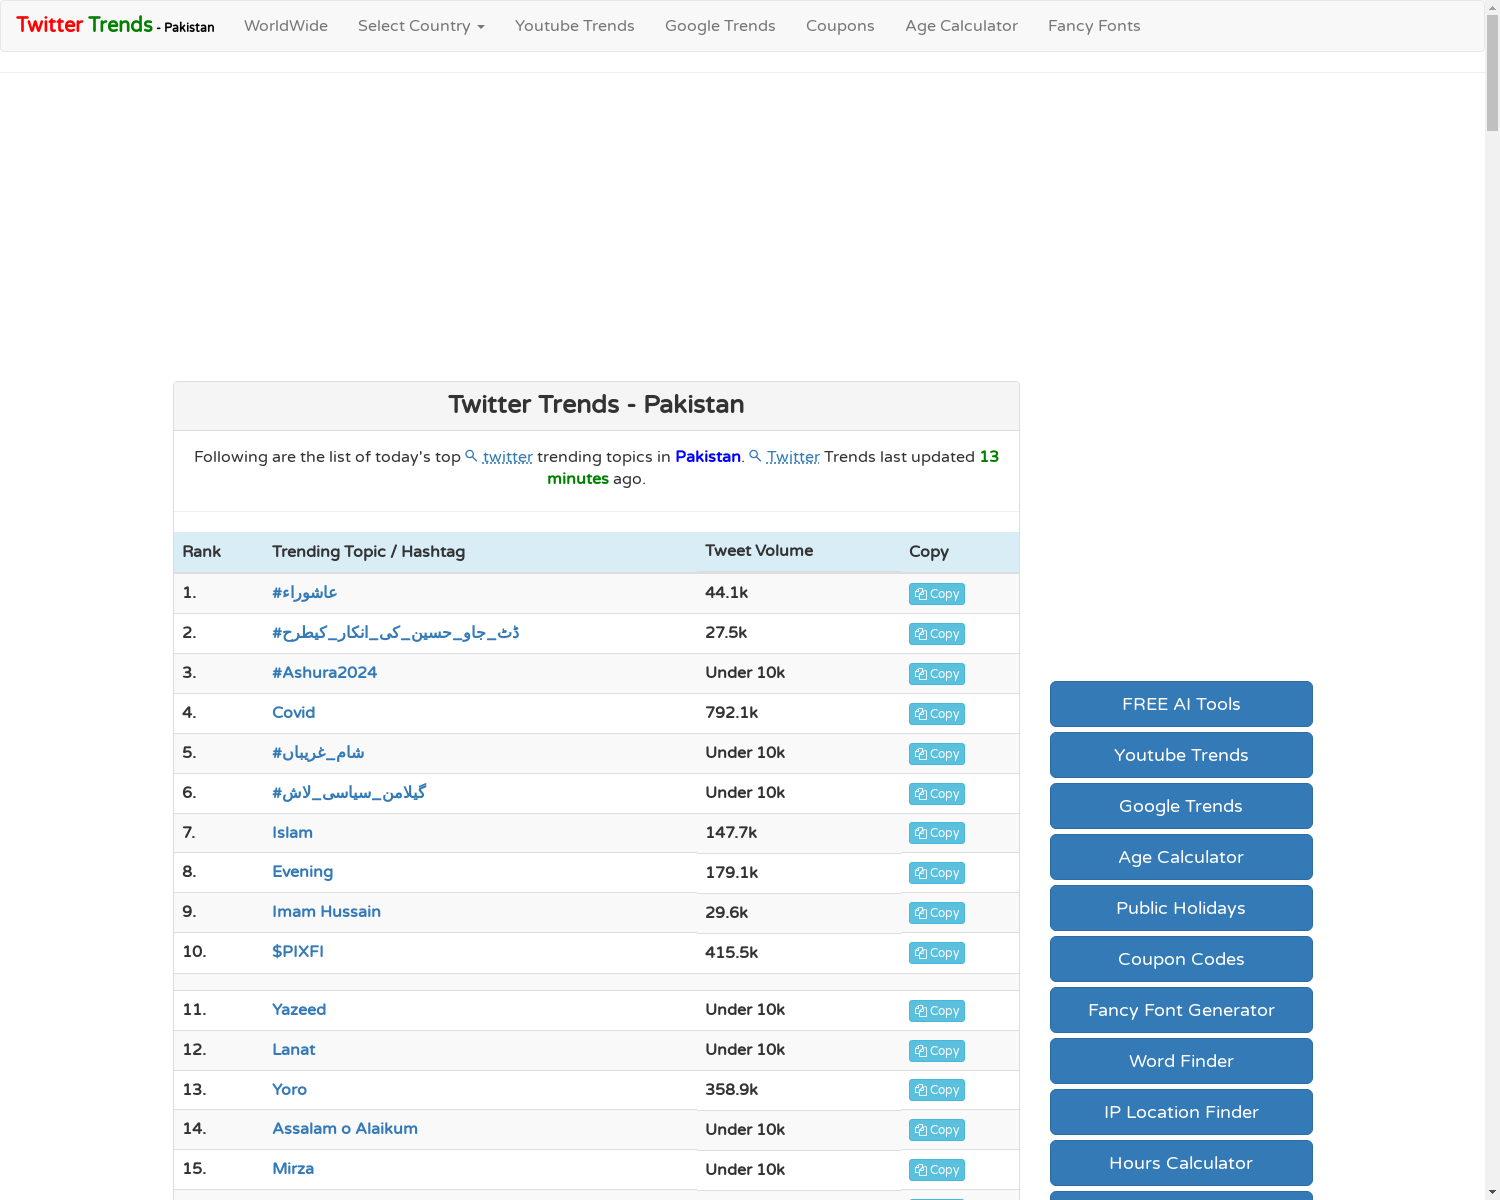 Twitter Trends - Pakistan WorldWide Select Country Youtube Trends Google Trends Coupons Age Calculator Fancy Fonts
Twitter Trends - Pakistan
Following are the list of today's top twitter trending topics in Pakistan. Twitter Trends last updated 13
minutes ago.
Rank Trending Topic / Hashtag Tweet Volume Copy
1. #عاشوراء 44.1k Copy
2. #ڈٹ_جاو_حسین_کی_انکار_کیطرح 27.5k Copy
3. #Ashura2024 Under 10k Copy
4. Covid 792.1k Copy
5. #شام_غریباں Under 10k Copy
6. #گیلامن_سیاسی_لاش Under 10k Copy
7. Islam 147.7k Copy
8. Evening 179.1k Copy
9. Imam Hussain 29.6k Copy
10. $PIXFI 415.5k Copy
11. Yazeed Under 10k Copy
12. Lanat Under 10k Copy
13. Yoro 358.9k Copy
14. Assalam o Alaikum Under 10k Copy
15. Mirza Under 10k Copy
FREE AI Tools
Youtube Trends
Google Trends
Age Calculator
Public Holidays
Coupon Codes
Fancy Font Generator
Word Finder
IP Location Finder
Hours Calculator